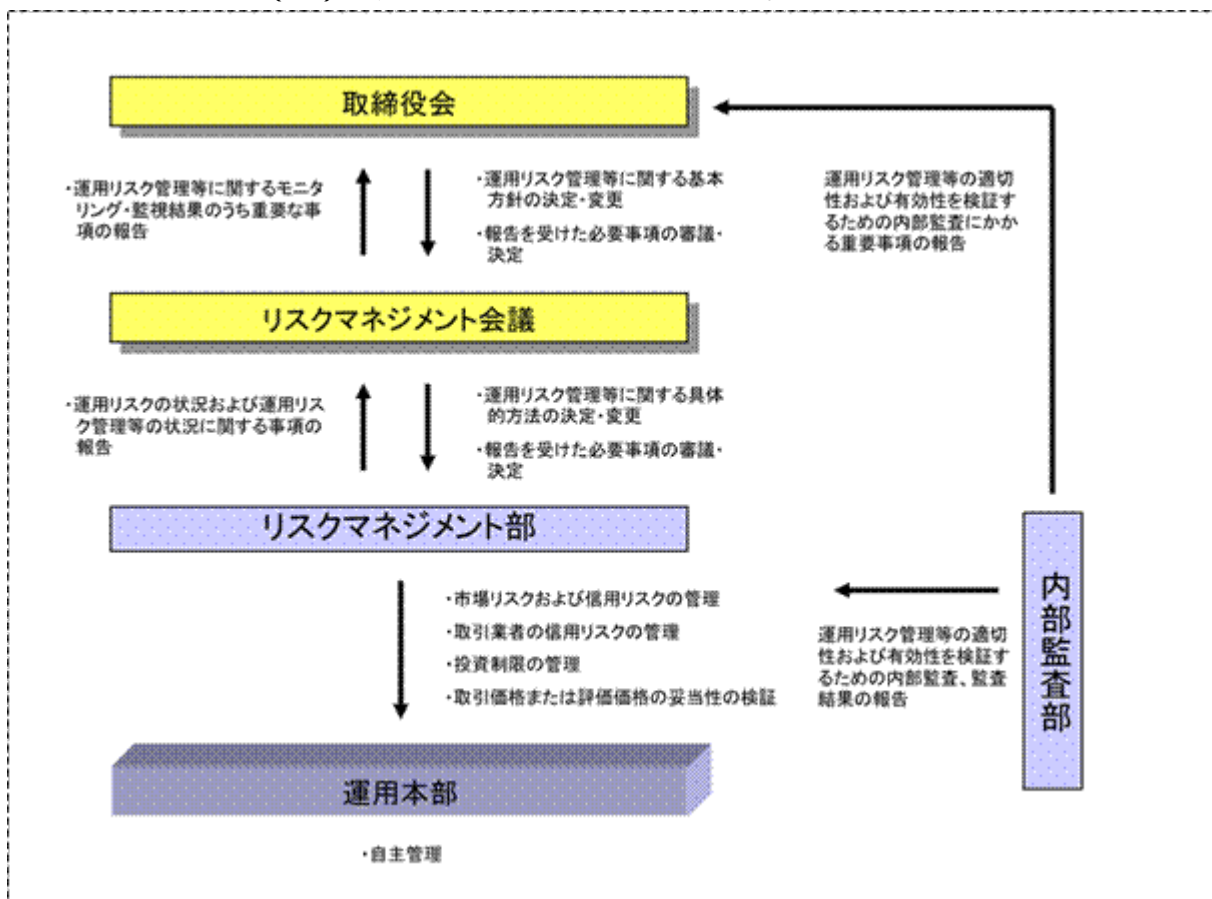 取締役会
・運用リスク管理等に関するモニ
タリング・監視結果のうち重要な事
項の報告
・運用リスク管理等に関する基本
方針の決定・変更
・報告を受けた必要事項の審議・
決定
運用リスク管理等の適切
性および有効性を検証す
るための内部監査にかか
る重要事項の報告
リスクマネジメント会議
・運用リスクの状況および運用リス
ク管理等の状況に関する事項の
報告
・運用リスク管理等に関する具体
的方法の決定・変更
・報告を受けた必要事項の審議・
決定
リスクマネジメント部
・市場リスクおよび信用リスクの管理
・取引業者の信用リスクの管理
・投資制限の管理
・取引価格または評価価格の妥当性の検証
運用リスク管理等の適切
性および有効性を検証す
るための内部監査、監査
結果の報告
内部監査部
運用本部
・自主管理